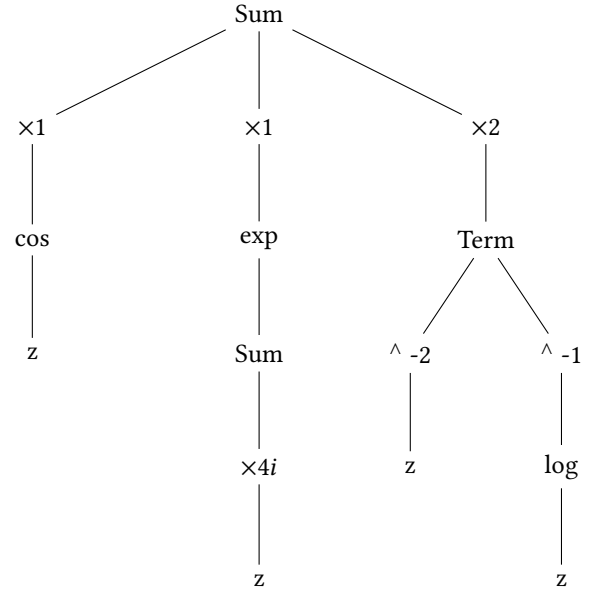 Sum
×1 ×1 ×2
cos exp Term
z Sum ^ -2 ^ -1
×4i z log
z z